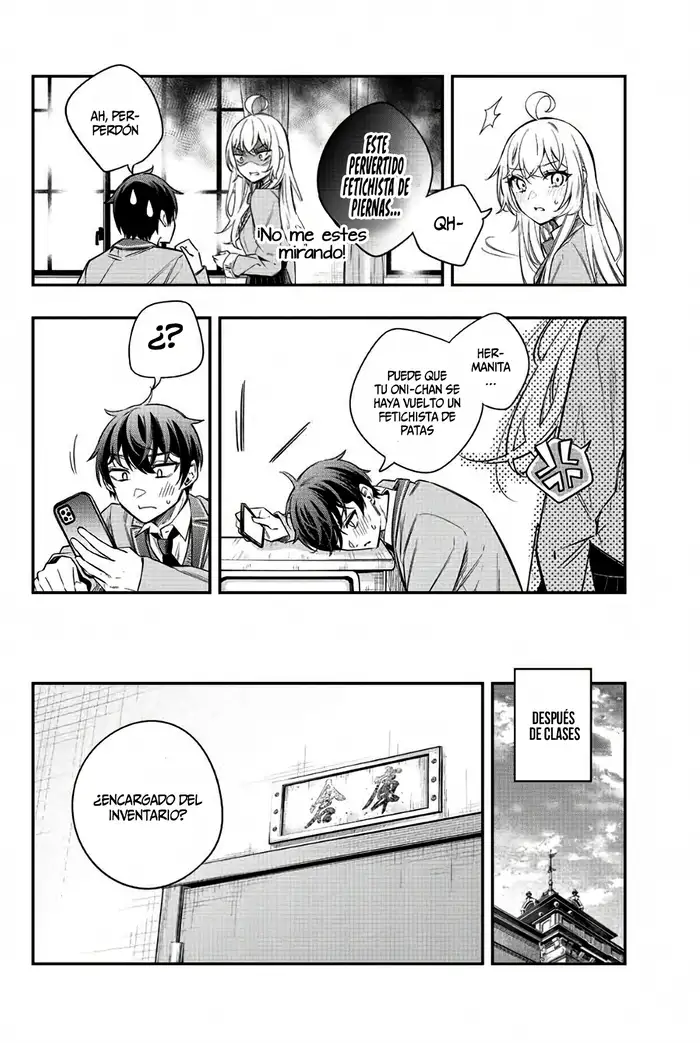 QH-
ESTE
PERVERTIDO
FETICHISTA DE
PIERNAS...
¡No me estes
mirando!
AH, PER-
PERDÓN
HER-
MANITA
...
PUEDE QUE
TU ONI-CHAN SE
HAYA VUELTO UN
FETICHISTA DE
PATAS
¿?
DESPUÉS
DE CLASES
¿ENCARGADO DEL
INVENTARIO?
倉庫